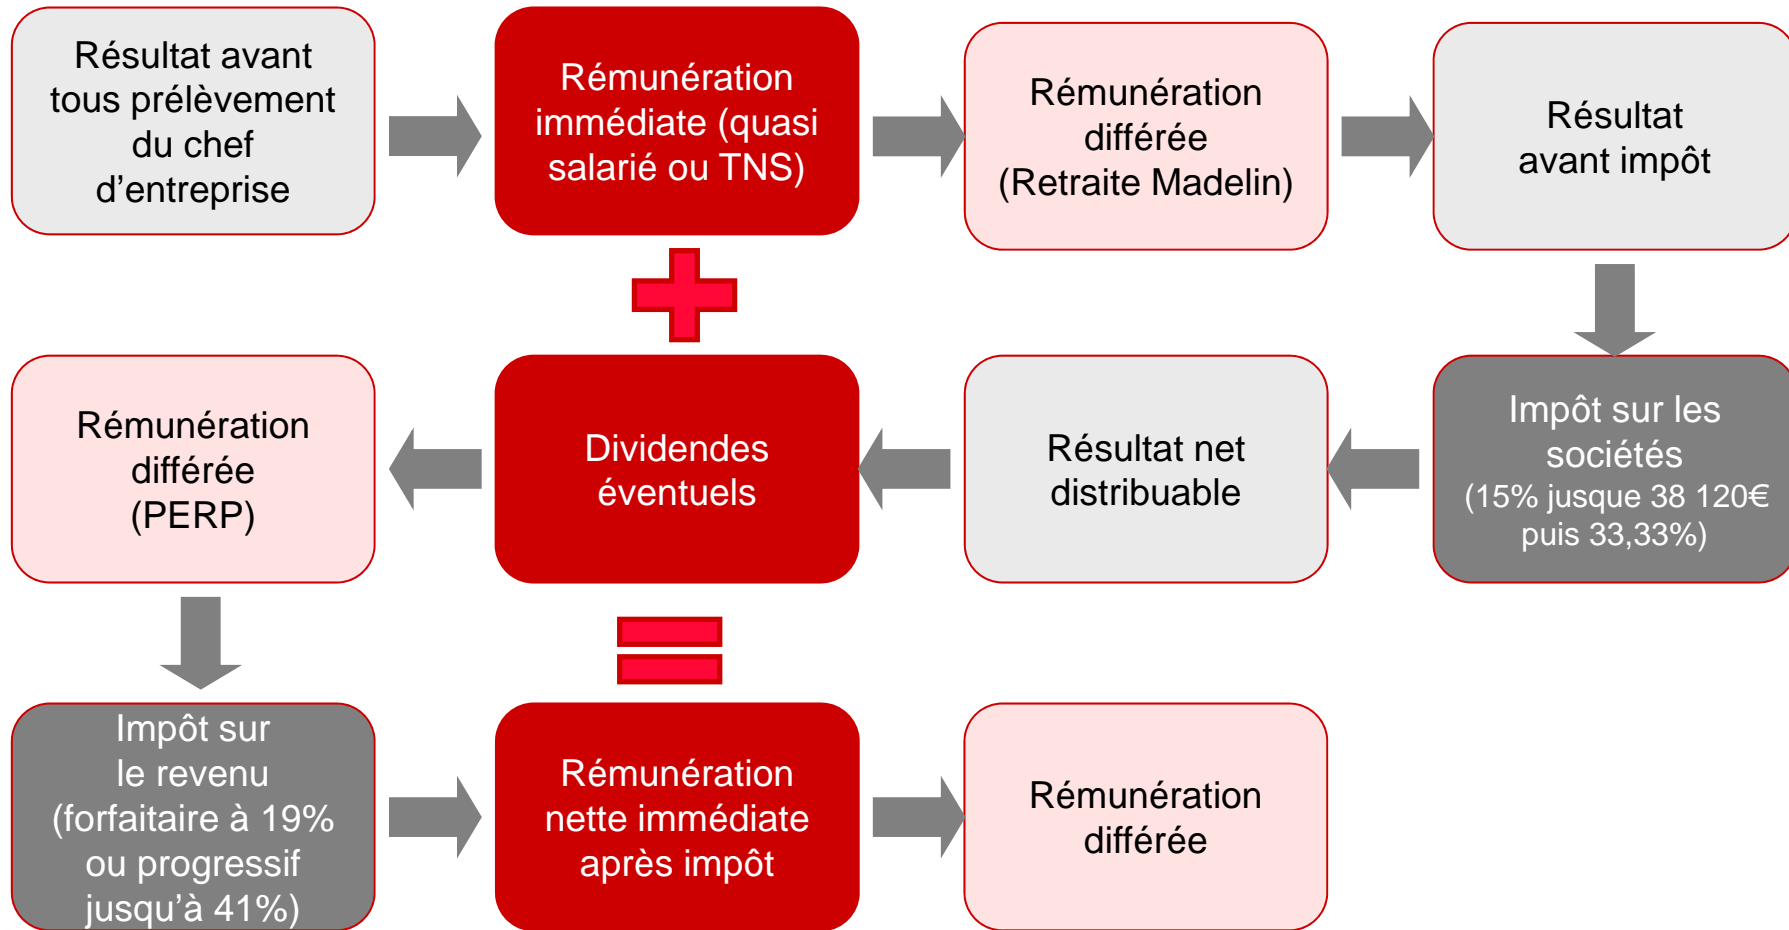 Résultat avant
tous prélèvement
du chef
d’entreprise
Rémunération
immédiate (quasi
salarié ou TNS)
Rémunération
différée
(Retraite Madelin)
Résultat
avant impôt
Impôt sur les
sociétés
(15% jusque 38 120€
puis 33,33%)
Résultat net
distribuable
Dividendes
éventuels
Rémunération
différée
(PERP)
Impôt sur
le revenu
(forfaitaire à 19%
ou progressif
jusqu’à 41%)
Rémunération
nette immédiate
après impôt
Rémunération
différée